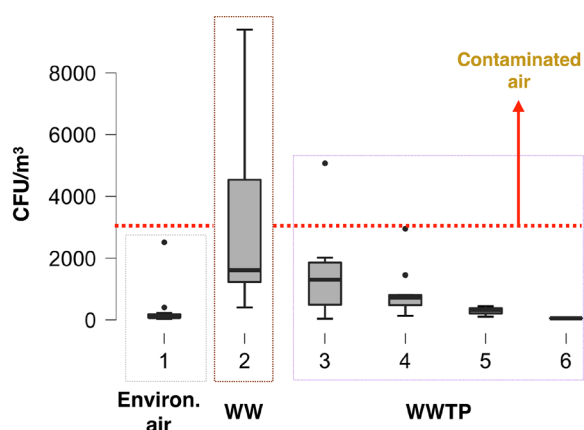 Contaminated
air
CFU/m³
8000
6000
4000
2000
0
1
2
3
4
5
6
Environ.
air
WW
WWTP